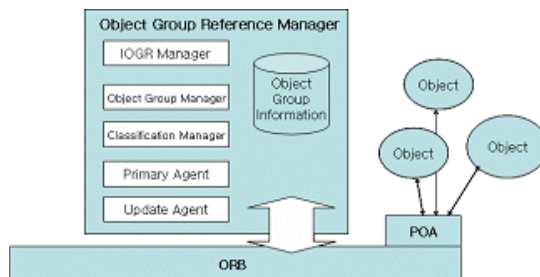 Object Group Reference Manager
IOGR Manager
Object Group Manager
Classification Manager
Primary Agent
Update Agent
Object
Group
Information
Object
Object
Object
POA
ORB